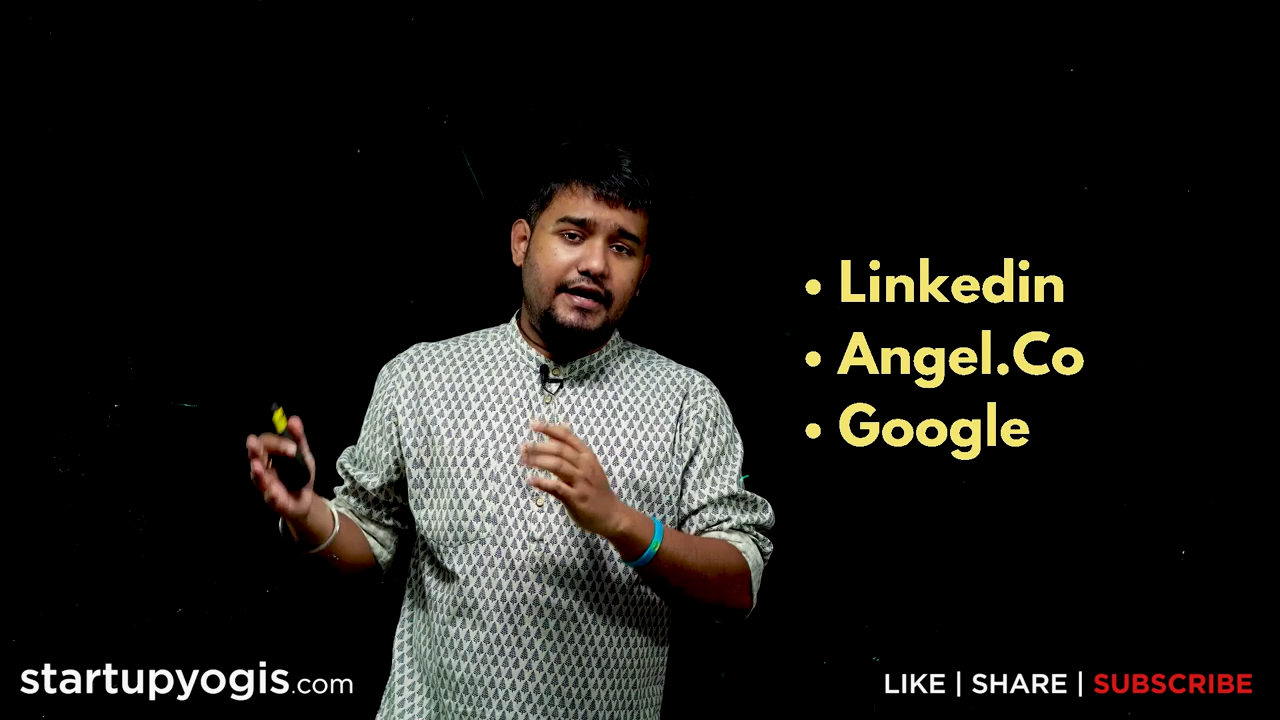 • Linkedin
• Angel.Co
• Google
startupyogis.com
LIKE | SHARE | SUBSCRIBE